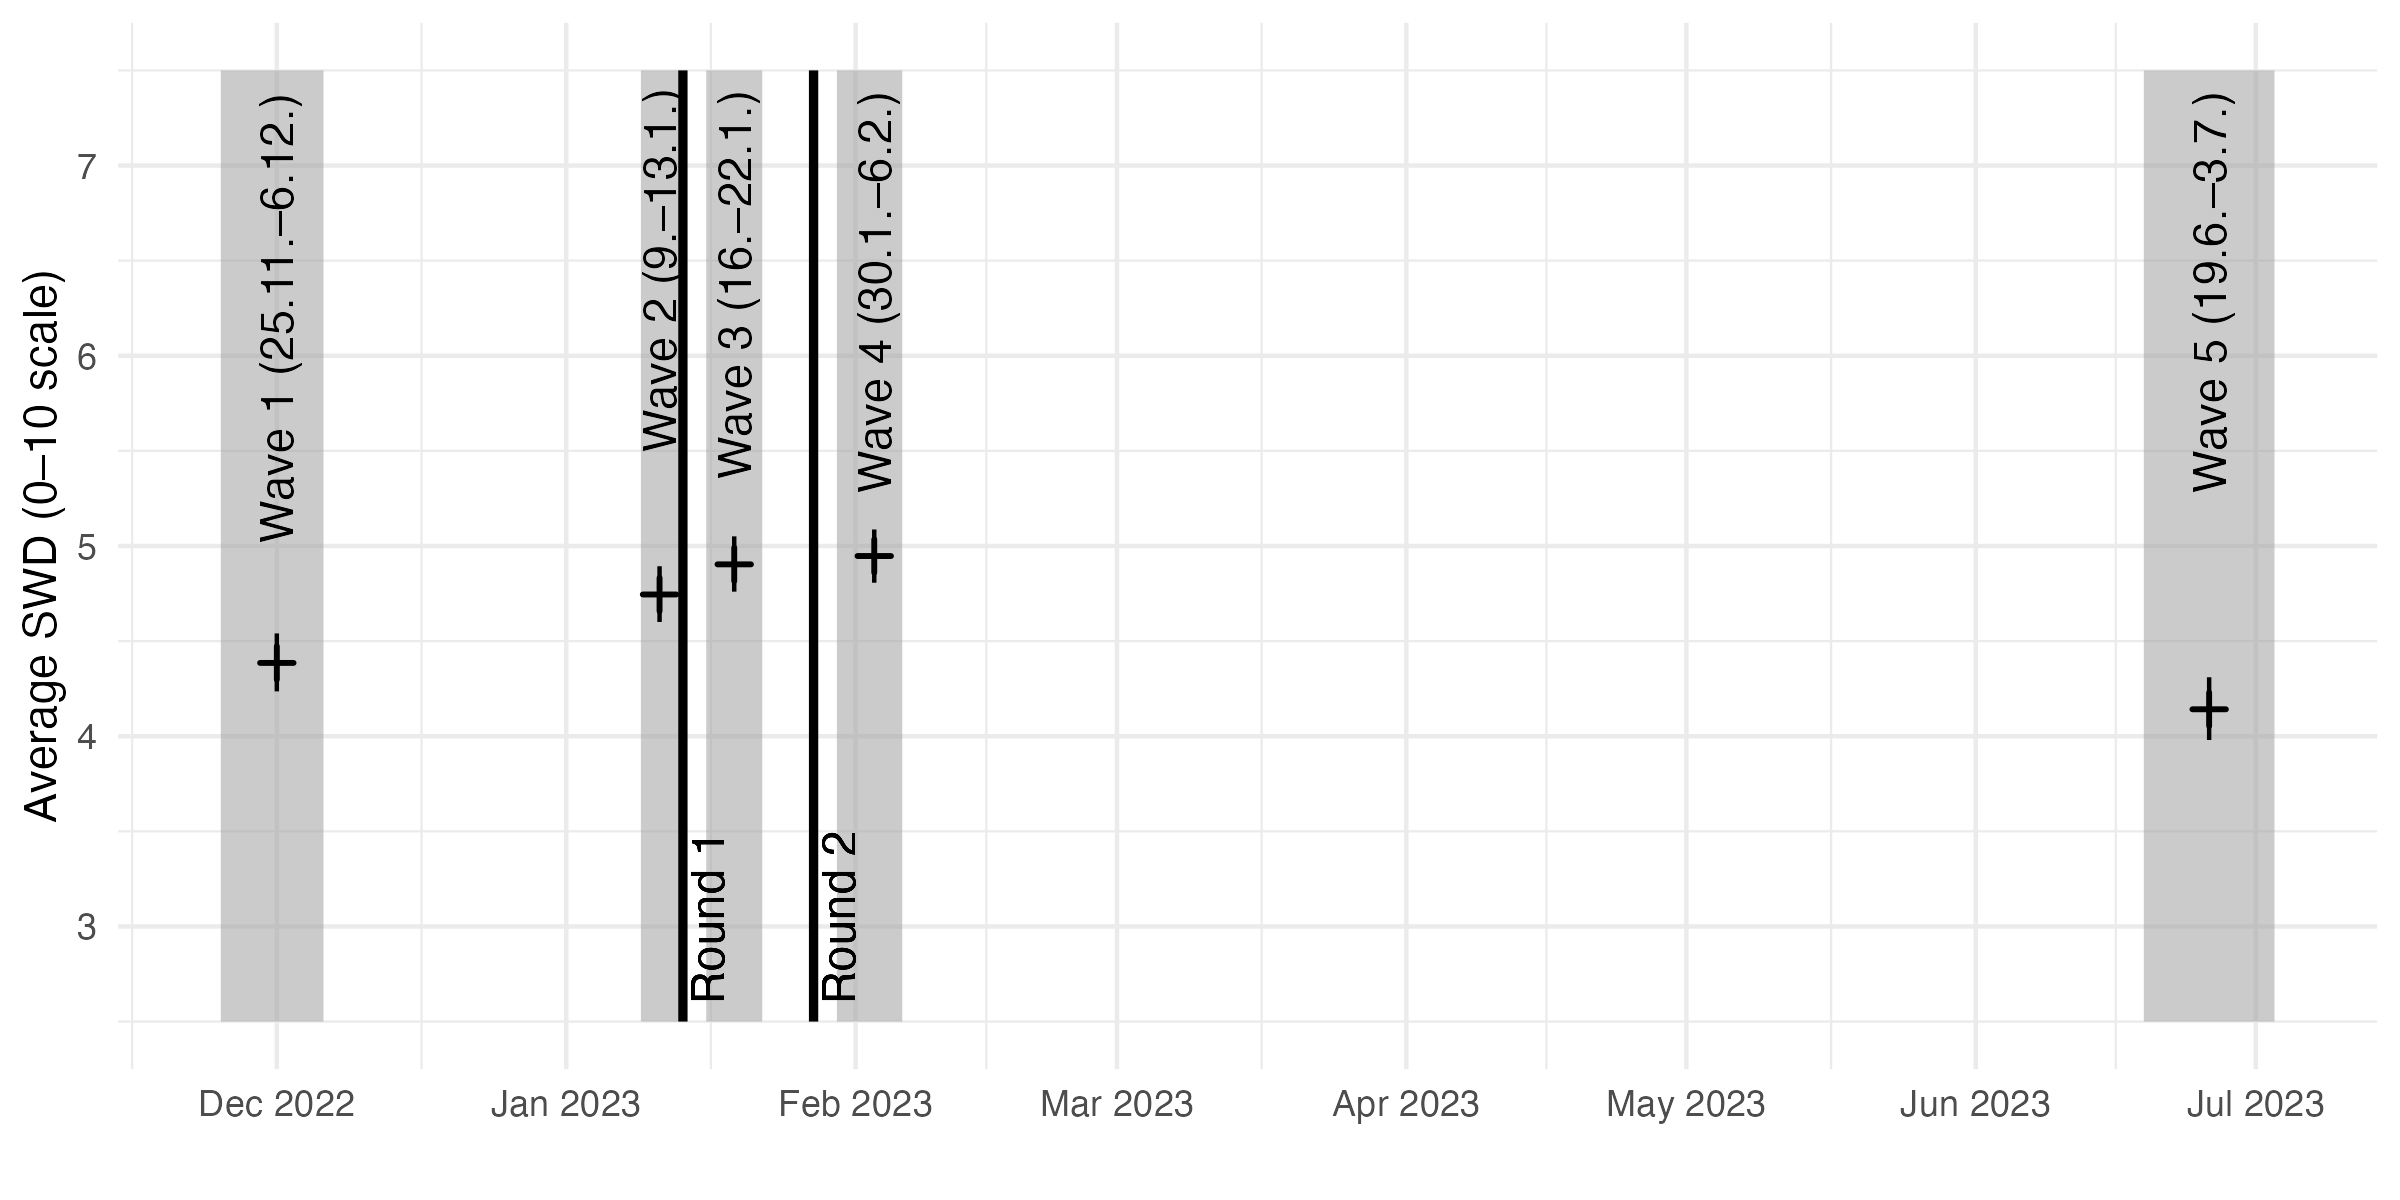 Average SWD (0–10 scale)
7
6
5
4
3
Wave 1 (25.11.–6.12.)
Wave 2 (9.–13.1.)
Wave 3 (16.–22.1.)
Wave 4 (30.1.–6.2.)
Wave 5 (19.6.–3.7.)
Round 1
Round 2
Dec 2022
Jan 2023
Feb 2023
Mar 2023
Apr 2023
May 2023
Jun 2023
Jul 2023